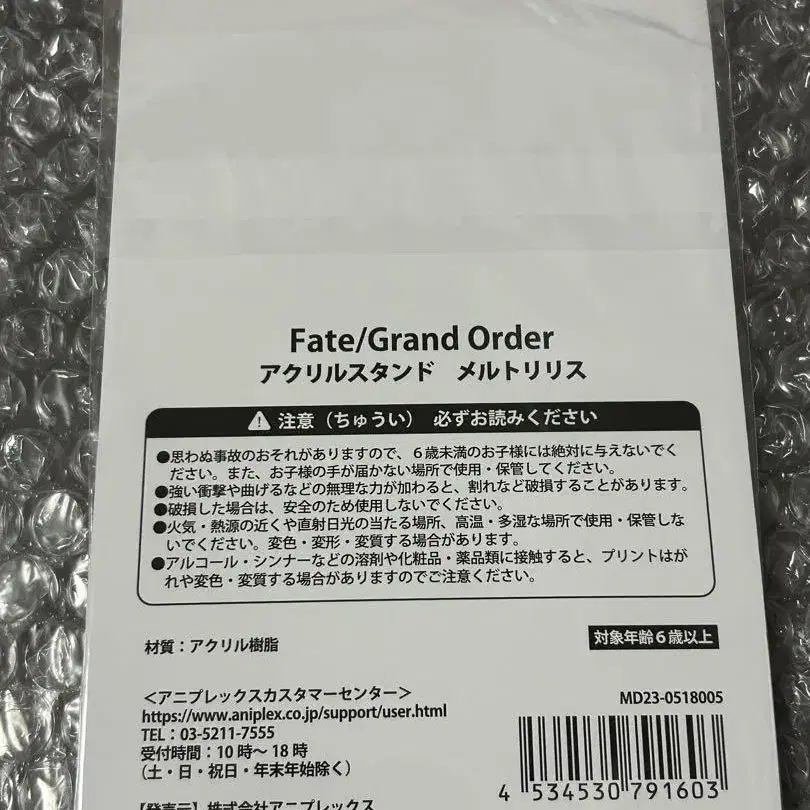 Fate/Grand Order
アクリルスタンド　メルトリリス
注意（ちゅうい）　必ずお読みください
●思わぬ事故のおそれがありますので、６歳未満のお子様には絶対に与えないでく
ださい。また、お子様の手が届かない場所で使用・保管してください。
●強い衝撃や曲げるなどの無理な力が加わると、割れなど破損することがあります。
●破損した場合は、安全のため使用しないでください。
●火気・熱源の近くや直射日光の当たる場所、高温・多湿な場所で使用・保管しな
いでください。変色・変形・変質する場合があります。
●アルコール・シンナーなどの溶剤や化粧品・薬品類に接触すると、プリントはが
れや変色・変質する場合がありますのでご注意ください。
材質：アクリル樹脂
対象年齢６歳以上
＜アニプレックスカスタマーセンター＞
https://www.aniplex.co.jp/support/user.html
TEL：03-5211-7555
受付時間：10時～18時
（土・日・祝日・年末年始除く）
【発売元】株式会社アニプレックス
MD23-0518005
4 534530 791603